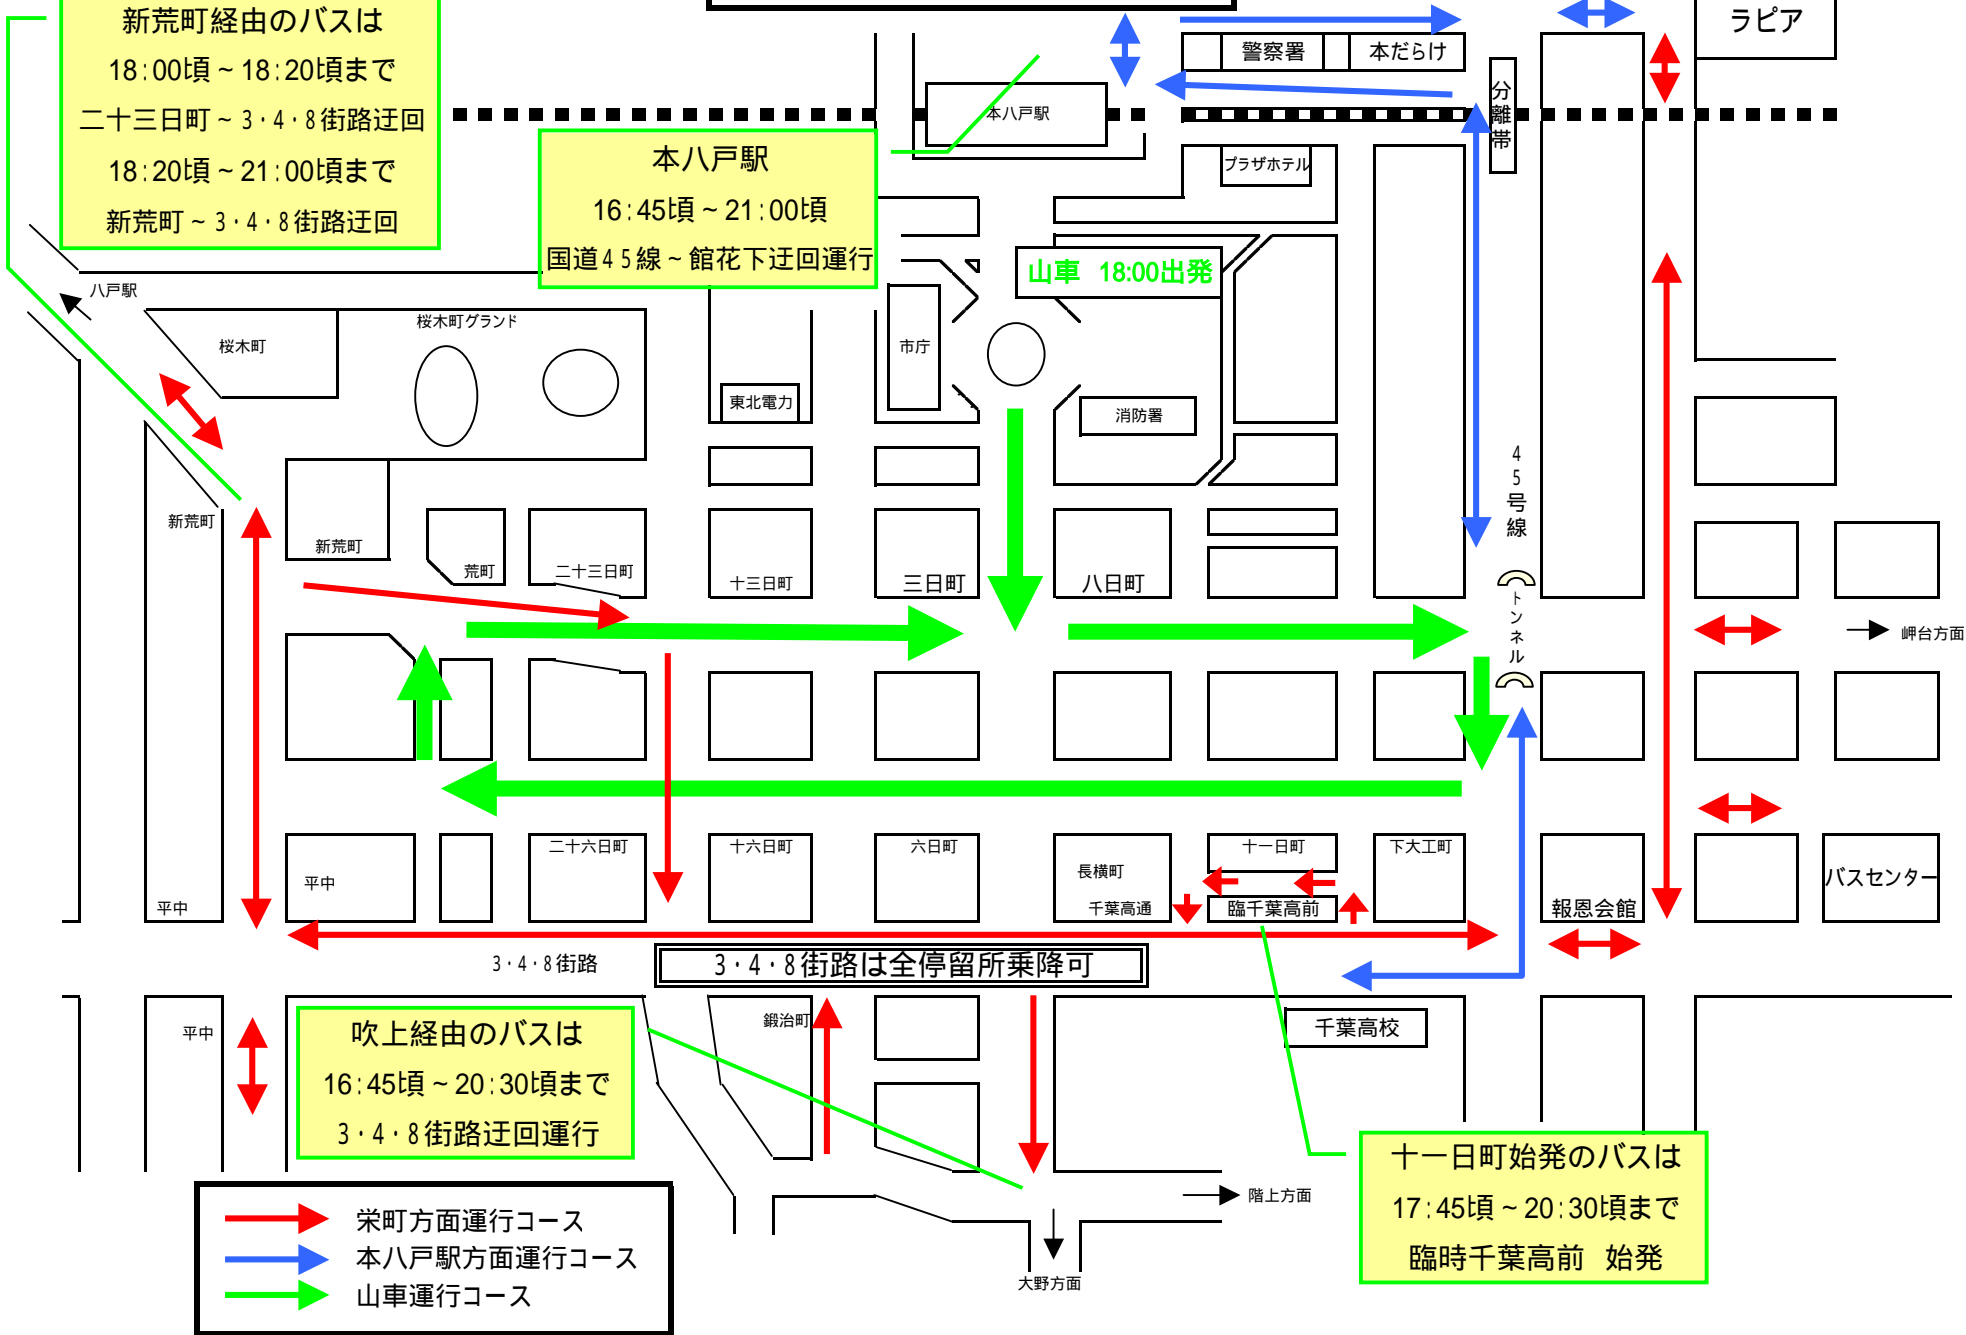 新荒町経由のバスは
18:00頃~18:20頃まで
二十三日町~3・4・8街路迂回
18:20頃~21:00頃まで
新荒町~3・4・8街路迂回
ラピア
警察署
本だらけ
分離帯
本八戸駅
本八戸駅
16:45頃~21:00頃
国道45線~館花下迂回運行
プラザホテル
山車 18:00出発
八戸駅
桜木町
桜木町グランド
市庁
東北電力
消防署
45号線
新荒町
新荒町
荒町
二十三日町
十三日町
三日町
八日町
トンネル
岬台方面
二十六日町
十六日町
六日町
長横町
千葉高通
十一日町
臨千葉高前
下大工町
平中
平中
報恩会館
バスセンター
3・4・8街路
3・4・8街路は全停留所乗降可
平中
鍛治町
千葉高校
吹上経由のバスは
16:45頃~20:30頃まで
3・4・8街路迂回運行
十一日町始発のバスは
17:45頃~20:30頃まで
臨時千葉高前 始発
階上方面
大野方面
栄町方面運行コース
本八戸駅方面運行コース
山車運行コース